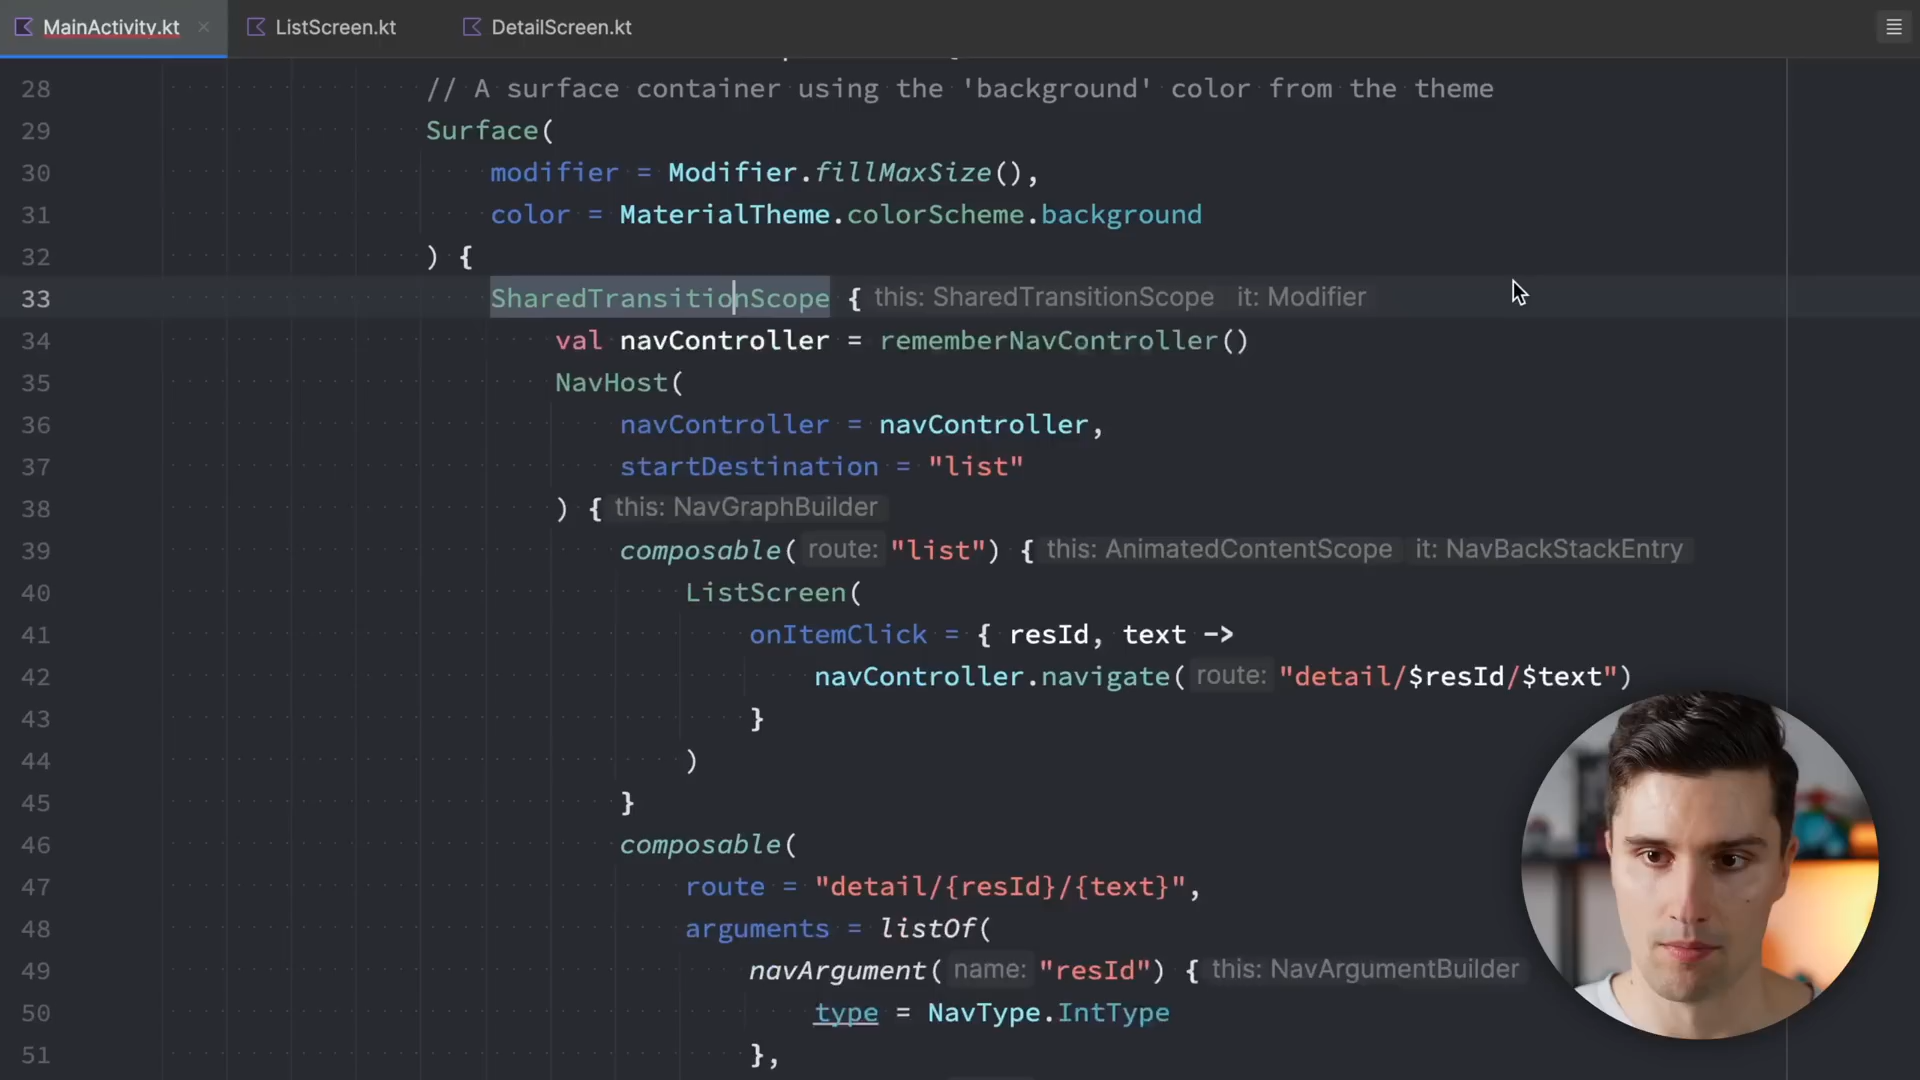 MainActivity.kt
ListScreen.kt
DetailScreen.kt
28 // A surface container using the 'background' color from the theme
29 Surface(
30 modifier = Modifier.fillMaxSize(),
31 color = MaterialTheme.colorScheme.background
32 ) {
33 SharedTransitionScope { this: SharedTransitionScope it: Modifier
34 val navController = rememberNavController()
35 NavHost(
36 navController = navController,
37 startDestination = "list"
38 ) { this: NavGraphBuilder
39 composable( route: "list") { this: AnimatedContentScope it: NavBackStackEntry
40 ListScreen(
41 onItemClick = { resId, text ->
42 navController.navigate( route: "detail/$resId/$text")
43 }
44 )
45 }
46 composable(
47 route = "detail/{resId}/{text}",
48 arguments = listOf(
49 navArgument( name: "resId") { this: NavArgumentBuilder
50 type = NavType.IntType
51 },